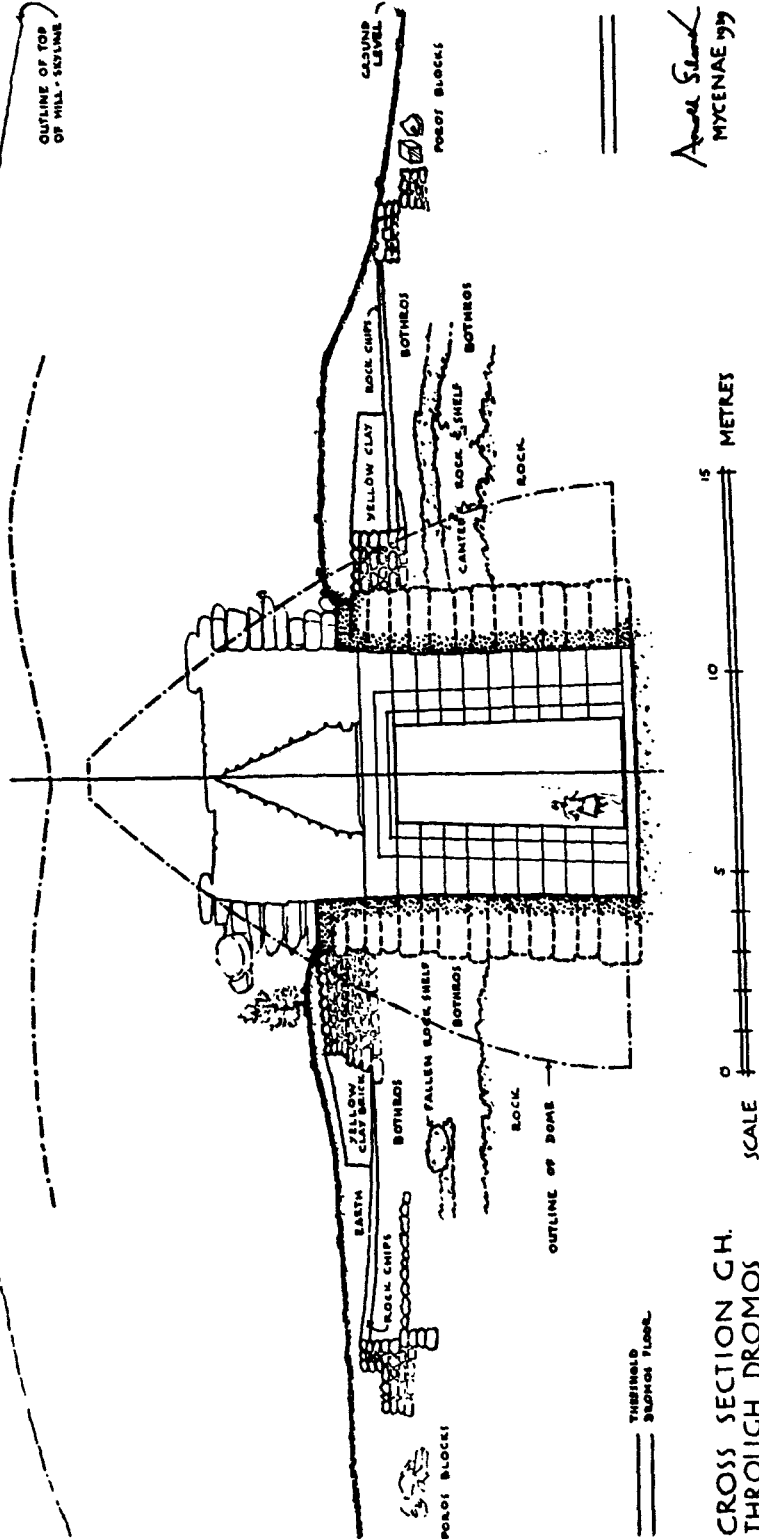 OUTLINE OF TOP
OF HILL - SKYLINE
GROUND
LEVEL
POROS BLOCKS
ROCK CHIPS
YELLOW CLAY
BOTHROS
BOTHROS
ROCK & SHELF
ROCK
YELLOW
CLAY BRICK
EARTH
BOTHROS
ROCK CHIPS
FALLEN ROCK SHELF
BOTHROS
ROCK
POROS BLOCKS
OUTLINE OF DOME
THRESHOLD
DROMOS FLOOR
CROSS SECTION GH.
THROUGH DROMOS
SCALE
0 5 10 15 METRES
MYCENAE 1939